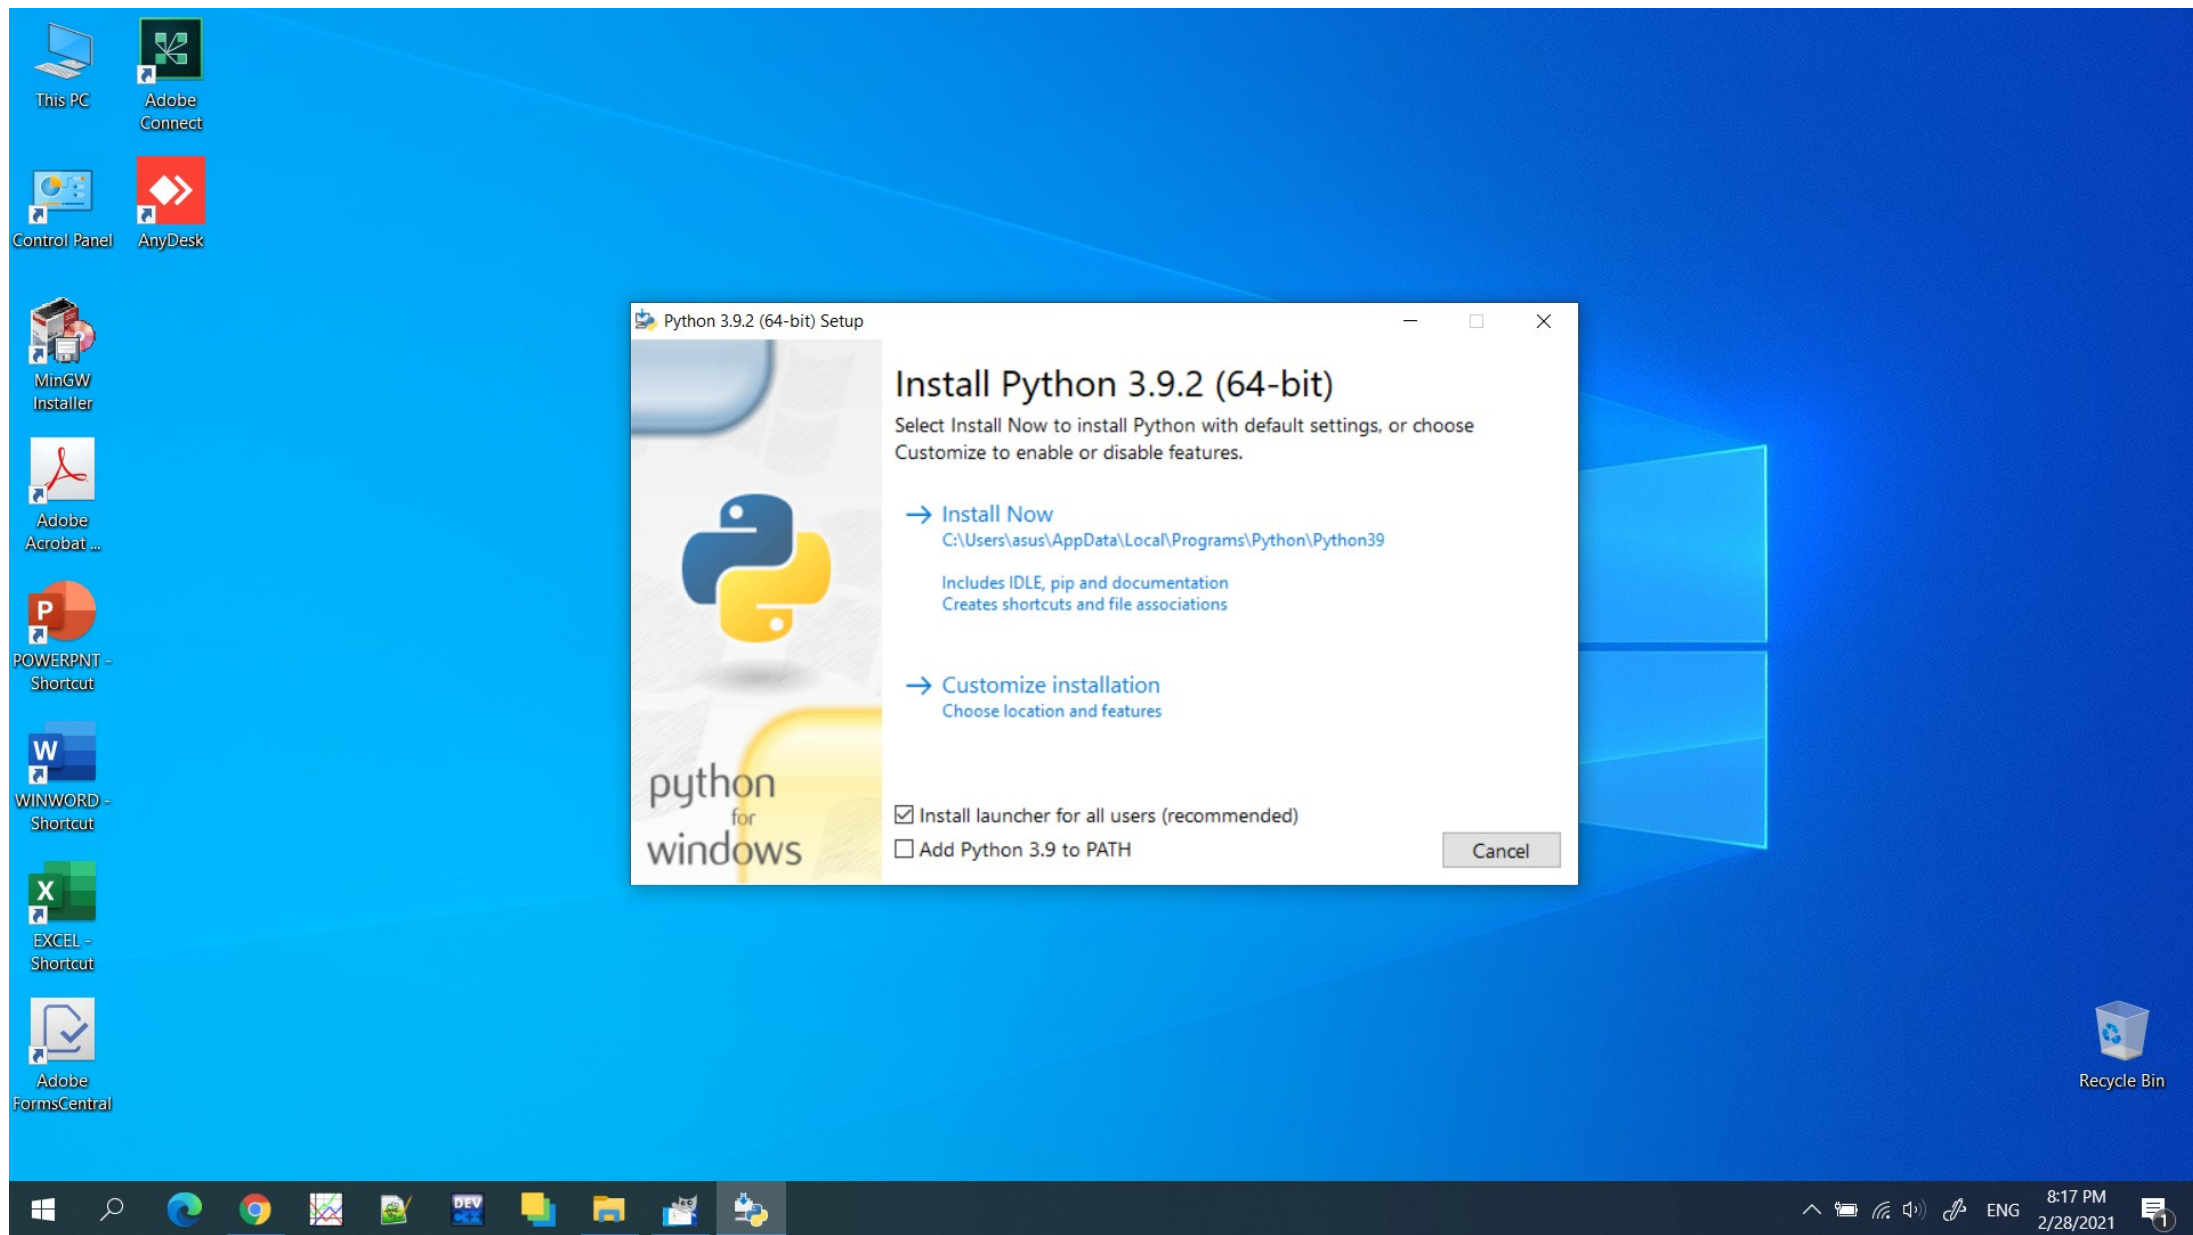 This PC
Adobe
Connect
Control Panel
AnyDesk
MinGW
Installer
Adobe
Acrobat ...
POWERPNT -
Shortcut
WINWORD -
Shortcut
EXCEL -
Shortcut
Adobe
FormsCentral
Python 3.9.2 (64-bit) Setup
Install Python 3.9.2 (64-bit)
Select Install Now to install Python with default settings, or choose
Customize to enable or disable features.
Install Now
C:\Users\asus\AppData\Local\Programs\Python\Python39
Includes IDLE, pip and documentation
Creates shortcuts and file associations
Customize installation
Choose location and features
python
for
windows
Install launcher for all users (recommended)
Add Python 3.9 to PATH
Cancel
Recycle Bin
P
W
X
DEV
C++
ENG
8:17 PM
2/28/2021
1